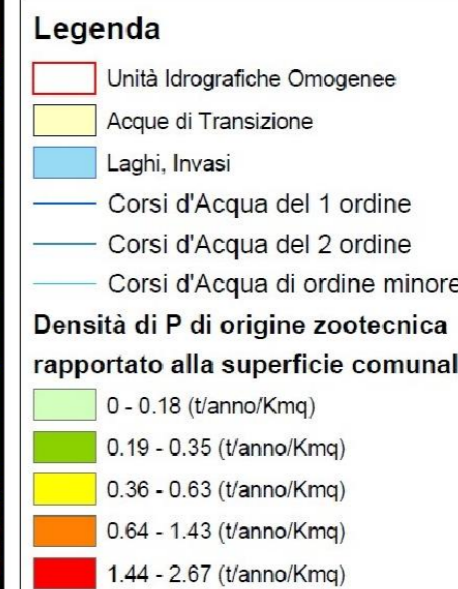 Legenda
Unità Idrografiche Omogenee
Acque di Transizione
Laghi, Invasi
Corsi d'Acqua del 1 ordine
Corsi d'Acqua del 2 ordine
Corsi d'Acqua di ordine minore
Densità di P di origine zootecnica
rapportato alla superficie comunal
0 - 0.18 (t/anno/Kmq)
0.19 - 0.35 (t/anno/Kmq)
0.36 - 0.63 (t/anno/Kmq)
0.64 - 1.43 (t/anno/Kmq)
1.44 - 2.67 (t/anno/Kmq)